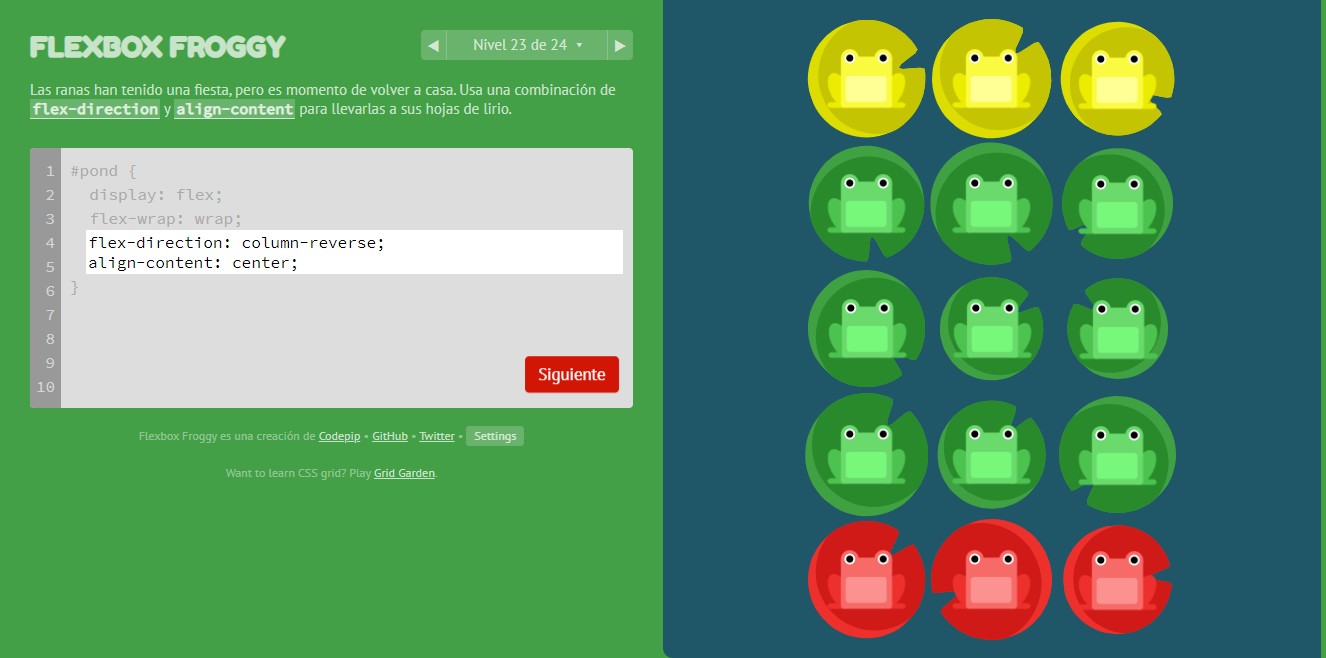 FLEXBOX FROGGY
◀ Nivel 23 de 24 ▾ ▶
Las ranas han tenido una fiesta, pero es momento de volver a casa. Usa una combinación de
flex-direction y align-content para llevarlas a sus hojas de lirio.
1 #pond {
2 display: flex;
3 flex-wrap: wrap;
4 flex-direction: column-reverse;
5 align-content: center;
6 }
7
8
9
10
Siguiente
Flexbox Froggy es una creación de Codepip • GitHub • Twitter • Settings
Want to learn CSS grid? Play Grid Garden.